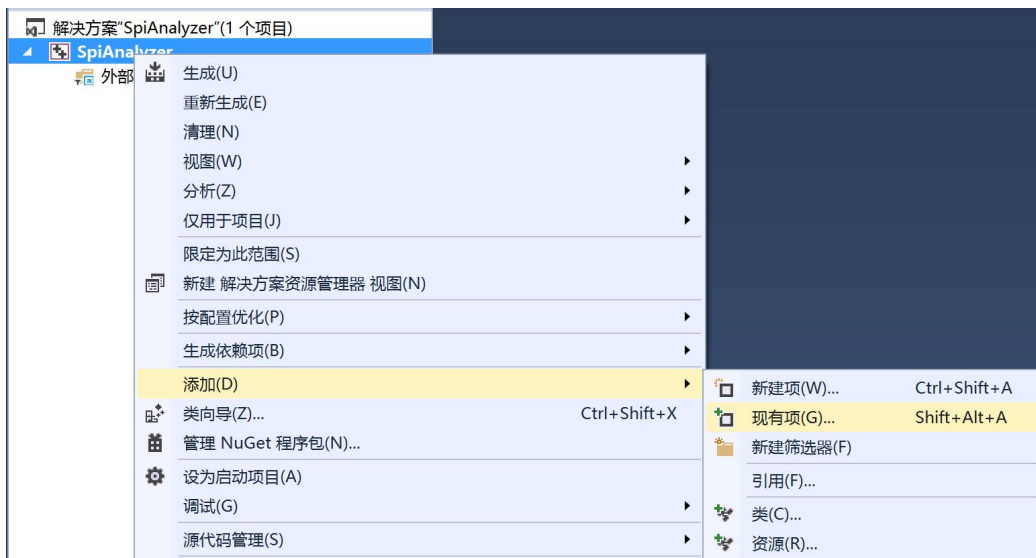 解决方案“SpiAnalyzer”(1 个项目)
SpiAnalyzer
外部
生成(U)
重新生成(E)
清理(N)
视图(W)
分析(Z)
仅用于项目(J)
限定为此范围(S)
新建 解决方案资源管理器 视图(N)
按配置优化(P)
生成依赖项(B)
添加(D)
类向导(Z)... Ctrl+Shift+X
管理 NuGet 程序包(N)...
设为启动项目(A)
调试(G)
源代码管理(S)
新建项(W)... Ctrl+Shift+A
现有项(G)... Shift+Alt+A
新建筛选器(F)
引用(F)...
类(C)...
资源(R)...